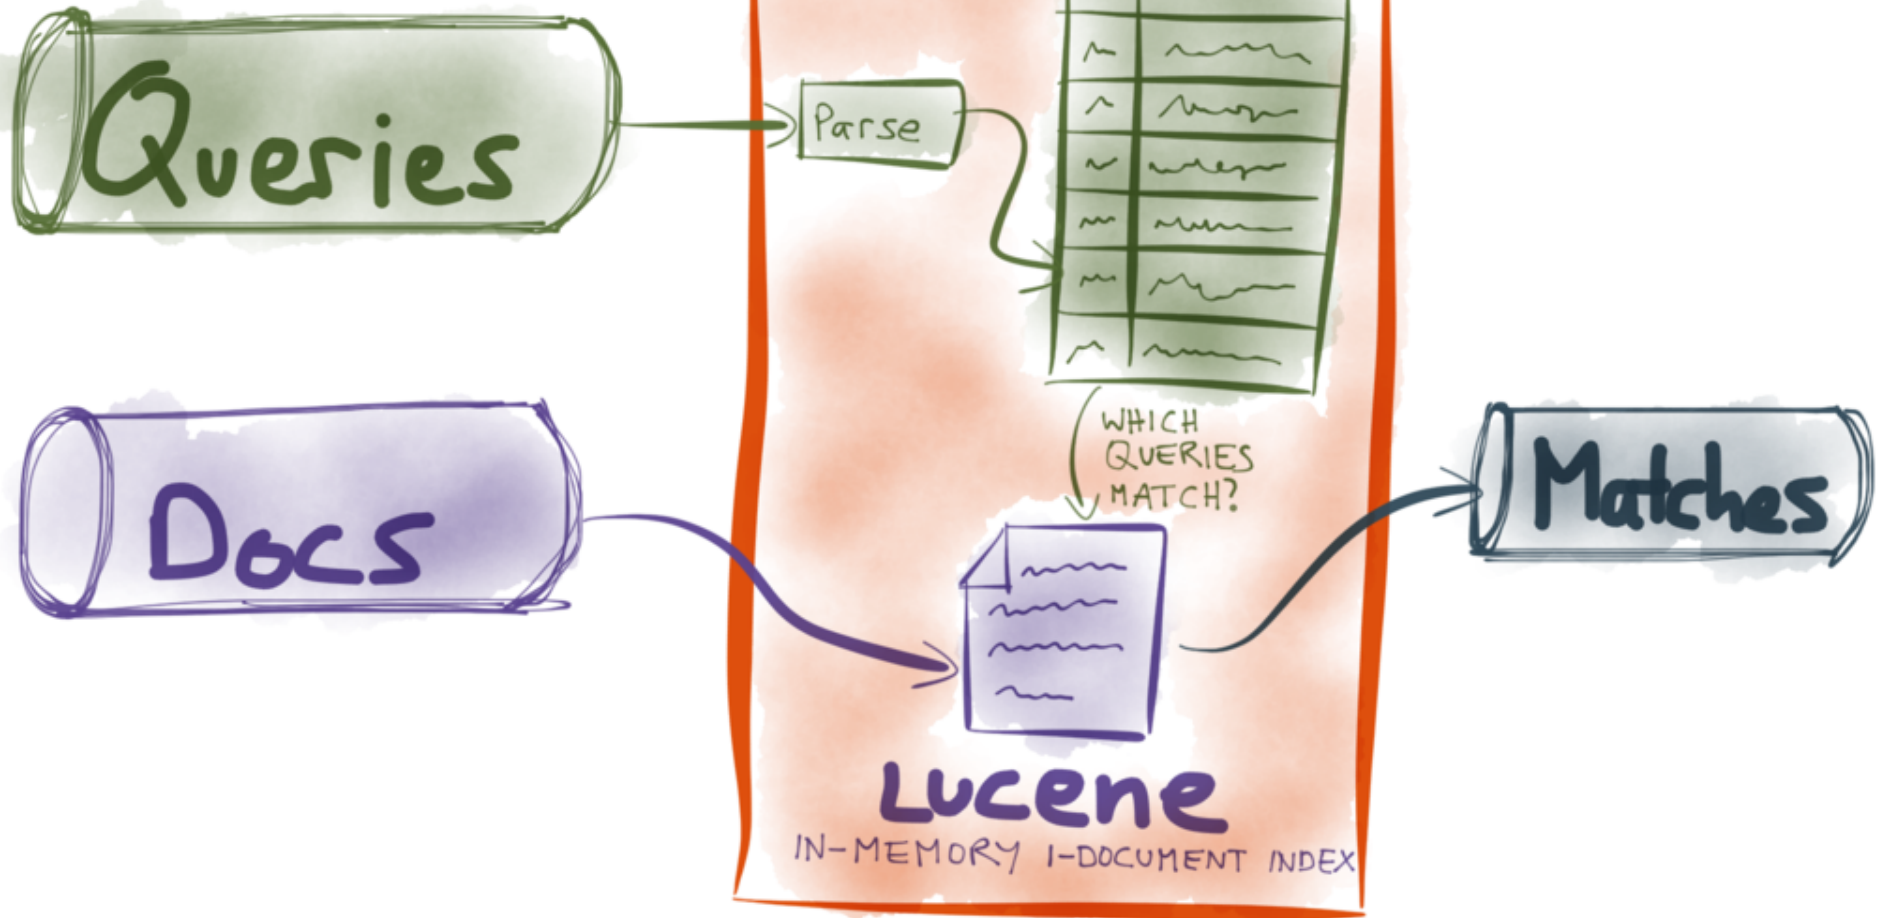 Queries
Parse
WHICH
QUERIES
MATCH?
Docs
Matches
Lucene
IN-MEMORY 1-DOCUMENT INDEX